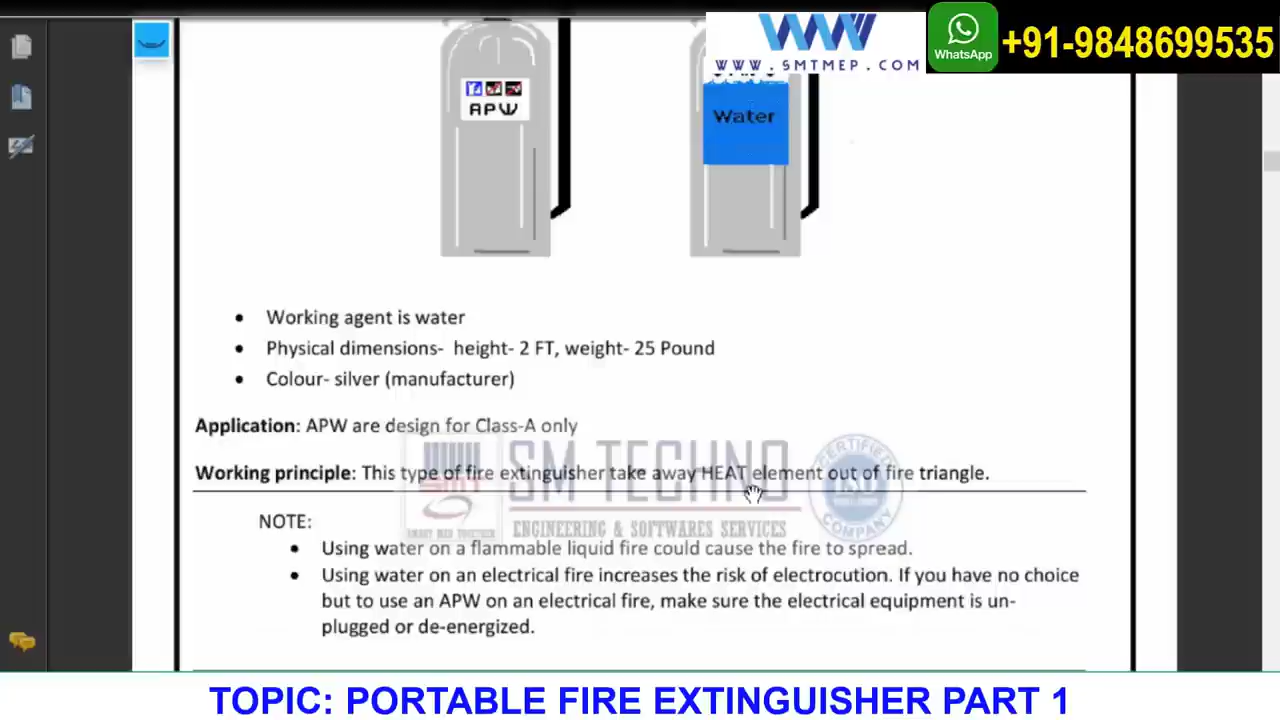 WhatsApp
+91-9848699535
WWW.SMTMEP.COM
APW
Water
Working agent is water
Physical dimensions- height- 2 FT, weight- 25 Pound
Colour- silver (manufacturer)
Application: APW are design for Class-A only
Working principle: This type of fire extinguisher take away HEAT element out of fire triangle.
SM TECHNO
ENGINEERING & SOFTWARES SERVICES
SMT
CERTIFIED
ISO
COMPANY
NOTE:
Using water on a flammable liquid fire could cause the fire to spread.
Using water on an electrical fire increases the risk of electrocution. If you have no choice
but to use an APW on an electrical fire, make sure the electrical equipment is un-
plugged or de-energized.
TOPIC: PORTABLE FIRE EXTINGUISHER PART 1